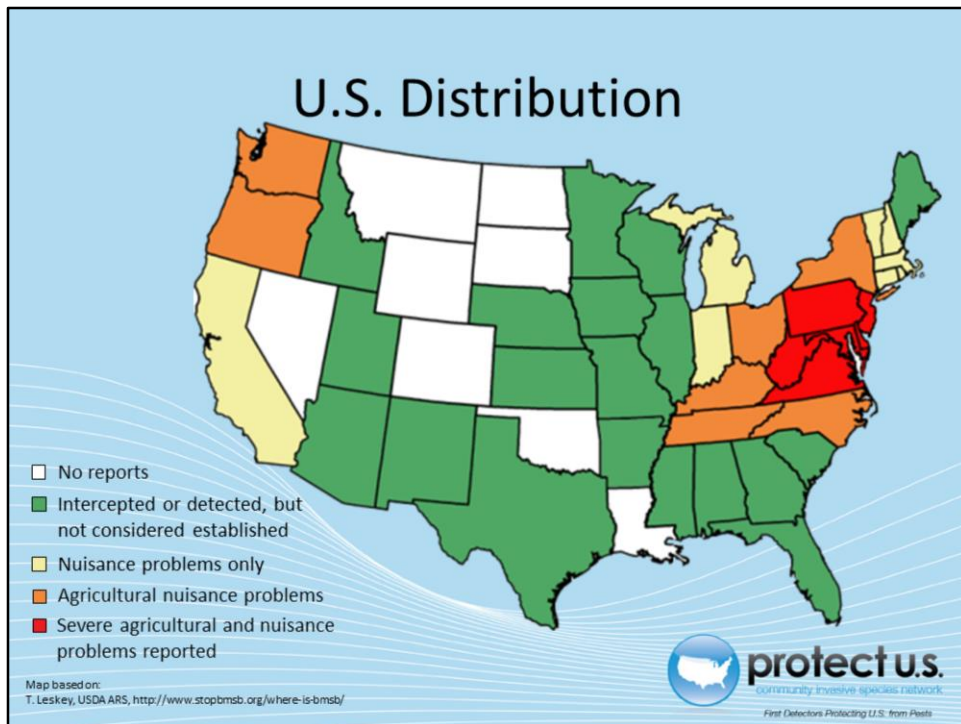 U.S. Distribution
No reports
Intercepted or detected, but
not considered established
Nuisance problems only
Agricultural nuisance problems
Severe agricultural and nuisance
problems reported
Map based on:
T. Leskey, USDA ARS, http://www.stopbmsb.org/where-is-bmsb/
protect u.s.
community invasive species network
First Detectors Protecting U.S. from Pests